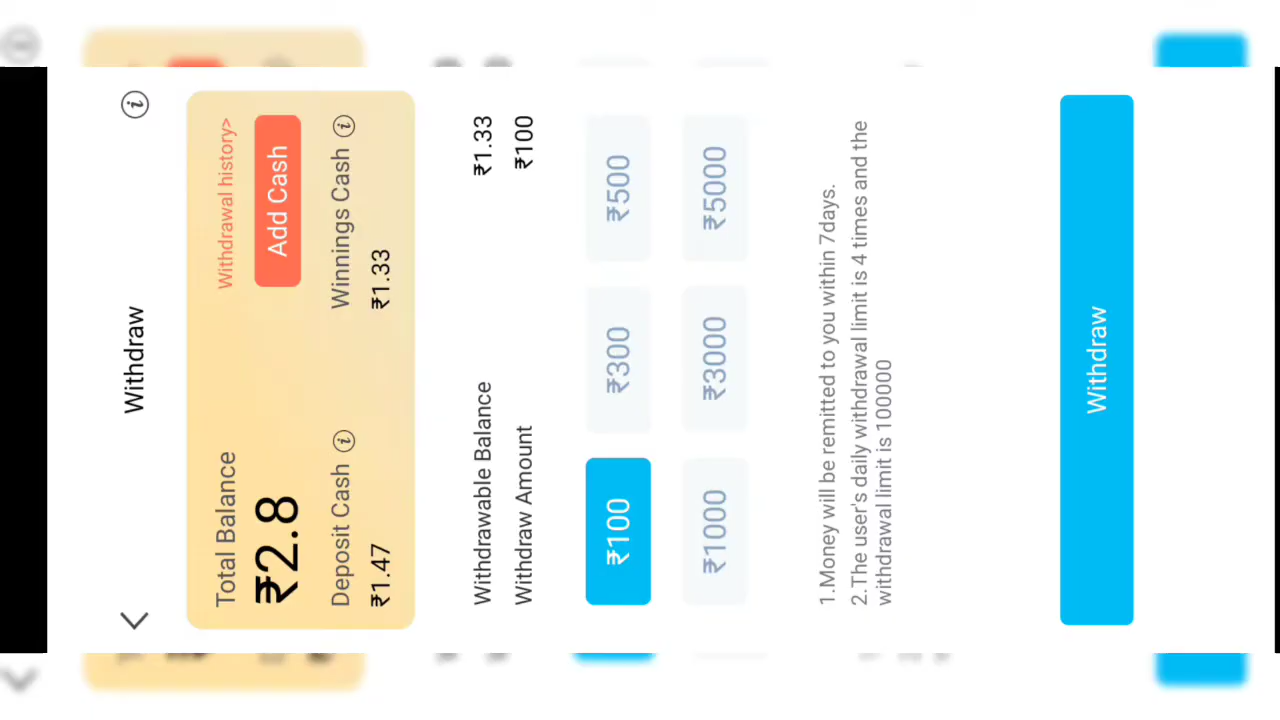 Withdraw
Total Balance
Withdrawal history>
₹2.8
Add Cash
Deposit Cash
Winnings Cash
₹1.47
₹1.33
Withdrawable Balance
₹1.33
Withdraw Amount
₹100
₹100
₹300
₹500
₹1000
₹3000
₹5000
1.Money will be remitted to you within 7days.
2.The user's daily withdrawal limit is 4 times and the
withdrawal limit is 100000
Withdraw